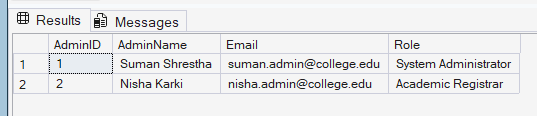 Results Messages
AdminID AdminName Email Role
1 1 Suman Shrestha suman.admin@college.edu System Administrator
2 2 Nisha Karki nisha.admin@college.edu Academic Registrar